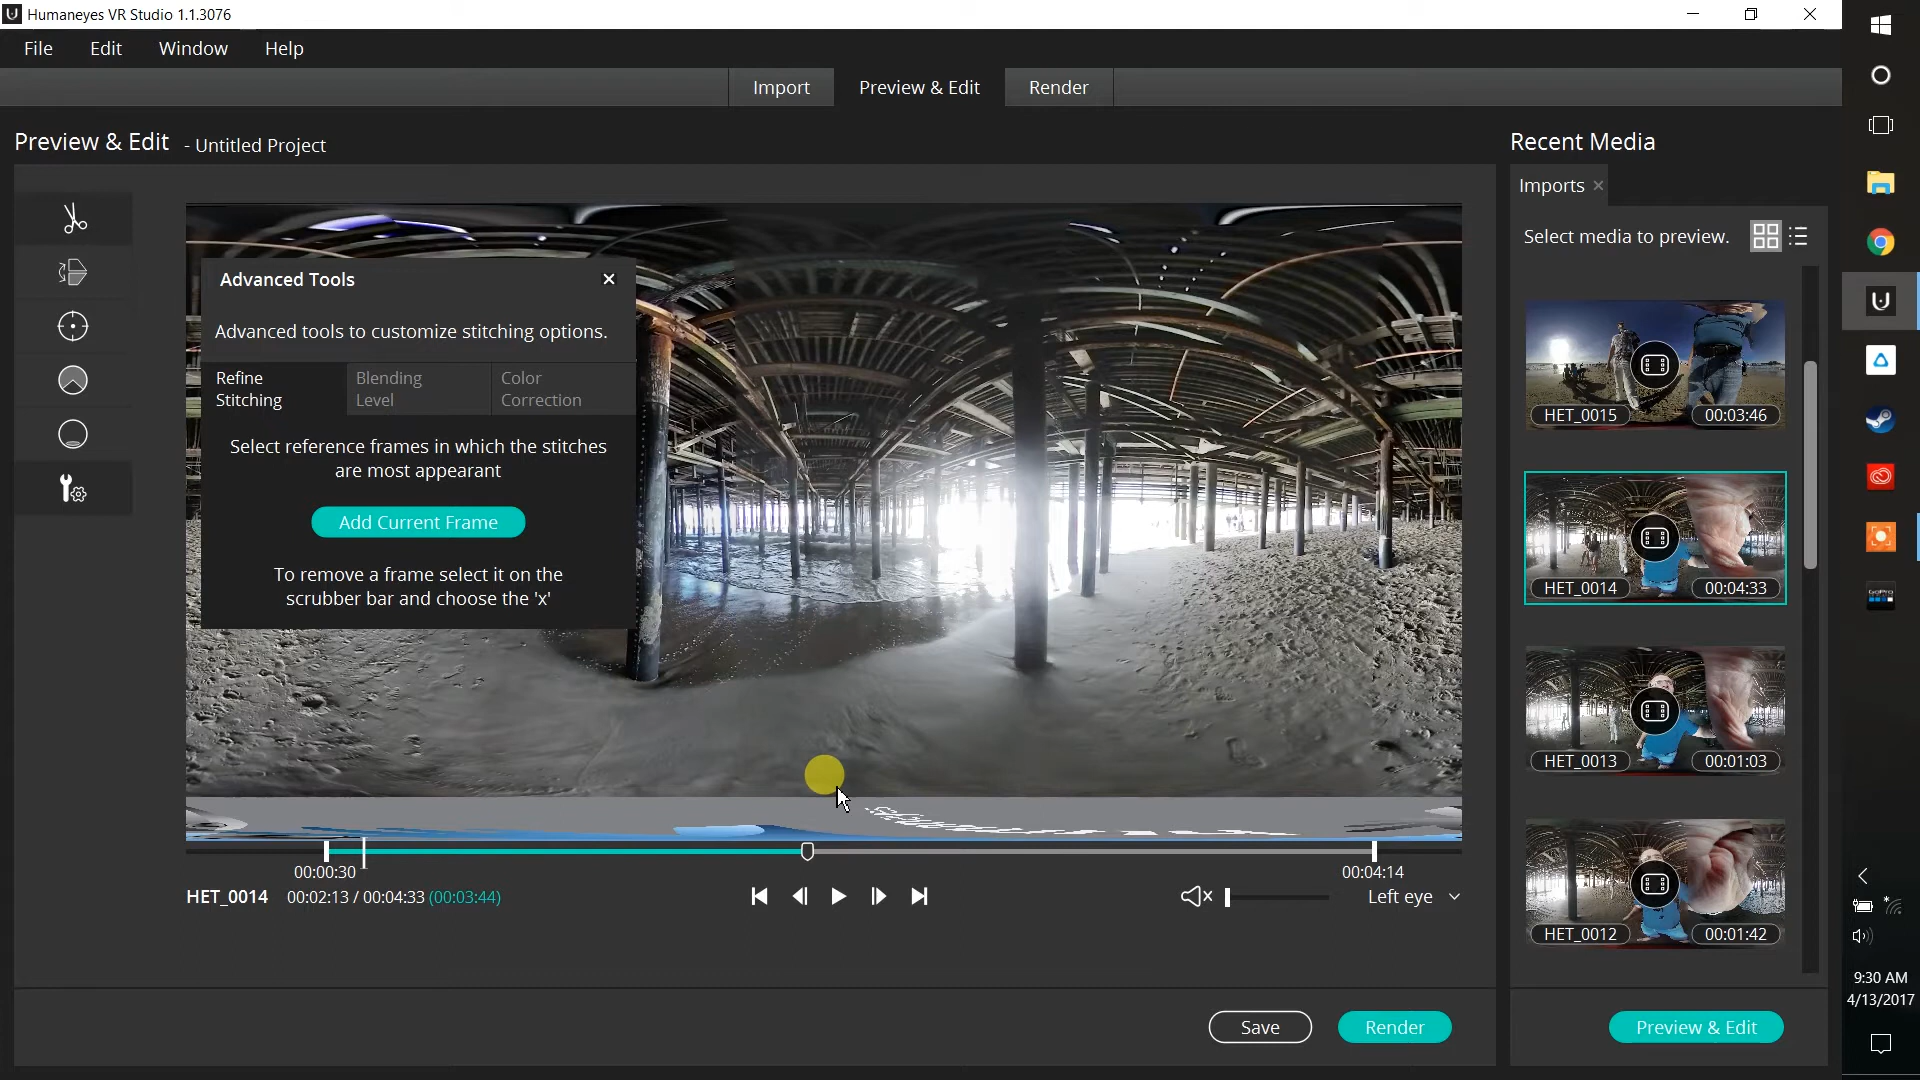 Humaneyes VR Studio 1.1.3076
File Edit Window Help
Import Preview & Edit Render
Preview & Edit - Untitled Project
Recent Media
Imports
Select media to preview.
Advanced Tools
Advanced tools to customize stitching options.
Refine
Stitching
Blending
Level
Color
Correction
Select reference frames in which the stitches
are most appearant
Add Current Frame
To remove a frame select it on the
scrubber bar and choose the 'x'
HET_0015 00:03:46
HET_0014 00:04:33
HET_0013 00:01:03
HET_0012 00:01:42
00:00:30
00:04:14
HET_0014 00:02:13 / 00:04:33 (00:03:44)
Left eye
Save Render
Preview & Edit
GoPro
9:30 AM
4/13/2017